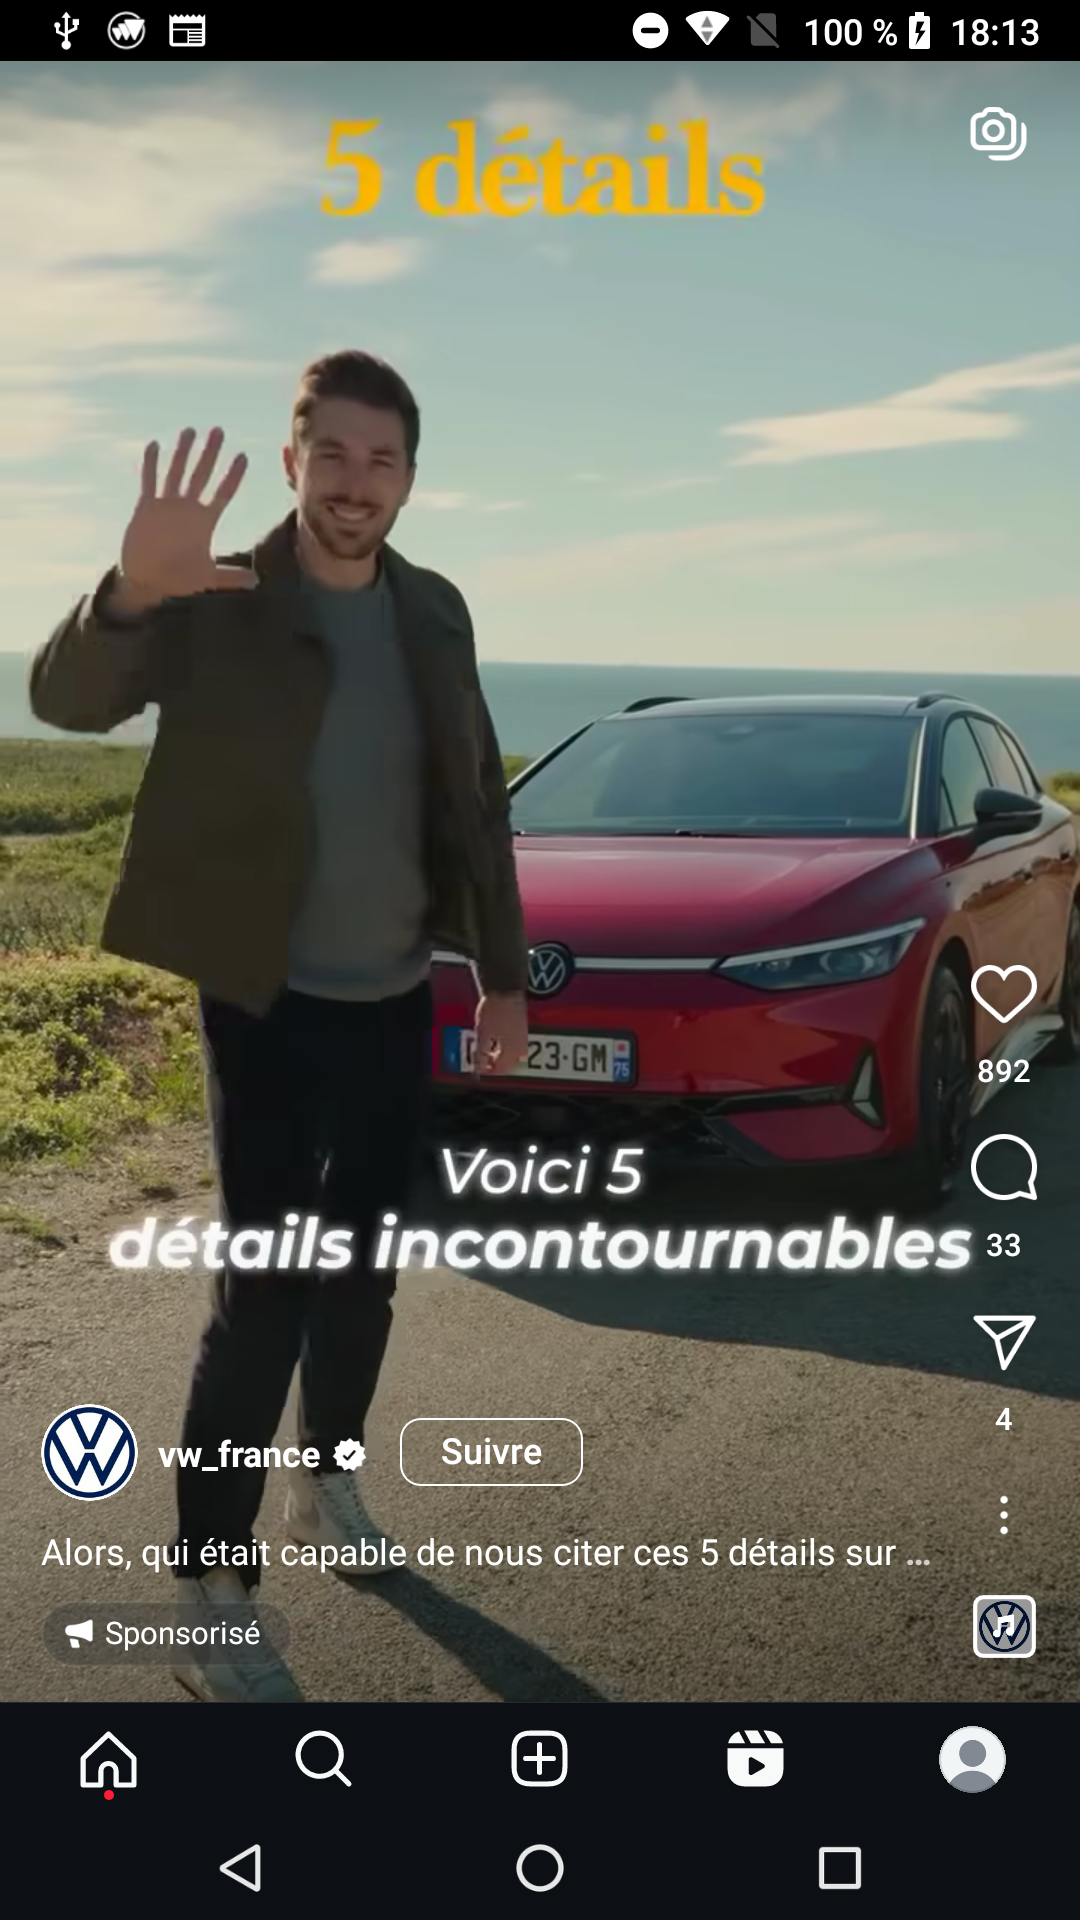 100 %
18:13
5 détails
23-GM
75
892
Voici 5
détails incontournables
33
4
vw_france
Suivre
Alors, qui était capable de nous citer ces 5 détails sur ...
Sponsorisé